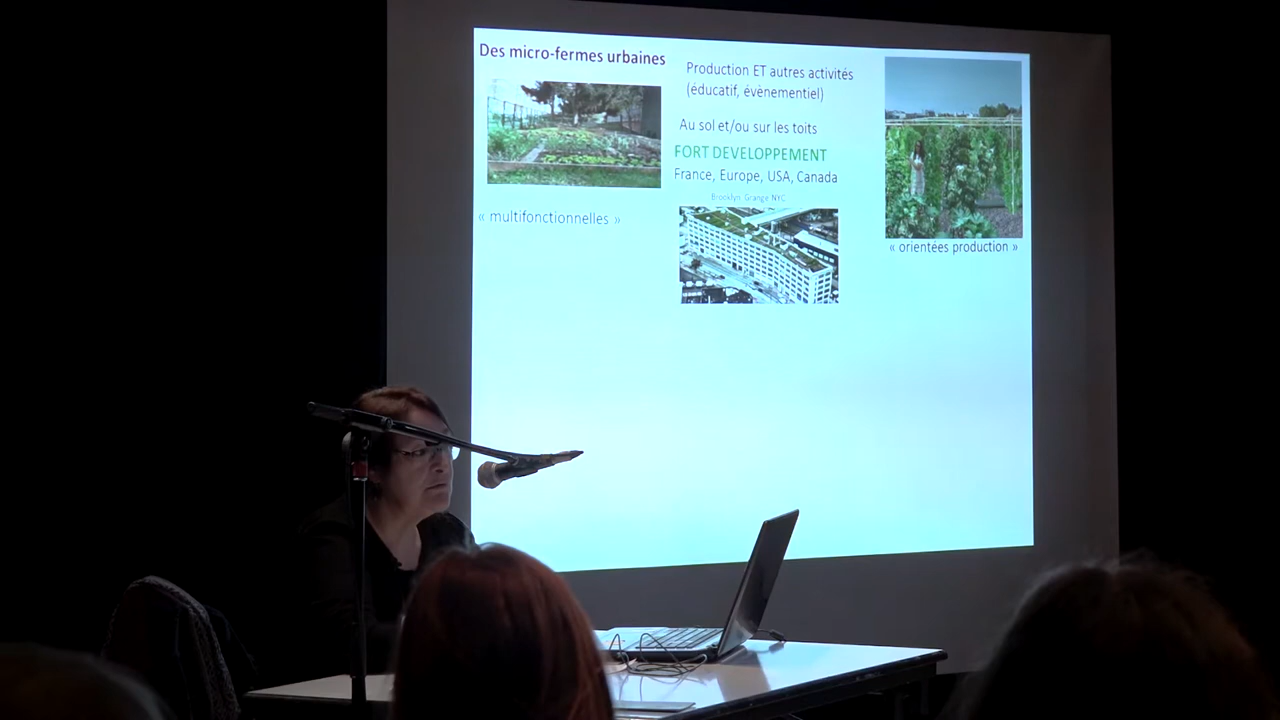 Des micro-fermes urbaines
Production ET autres activités
(éducatif, évènementiel)
Au sol et/ou sur les toits
FORT DEVELOPPEMENT
France, Europe, USA, Canada
Brooklyn Grange NYC
« multifonctionnelles »
« orientées production »